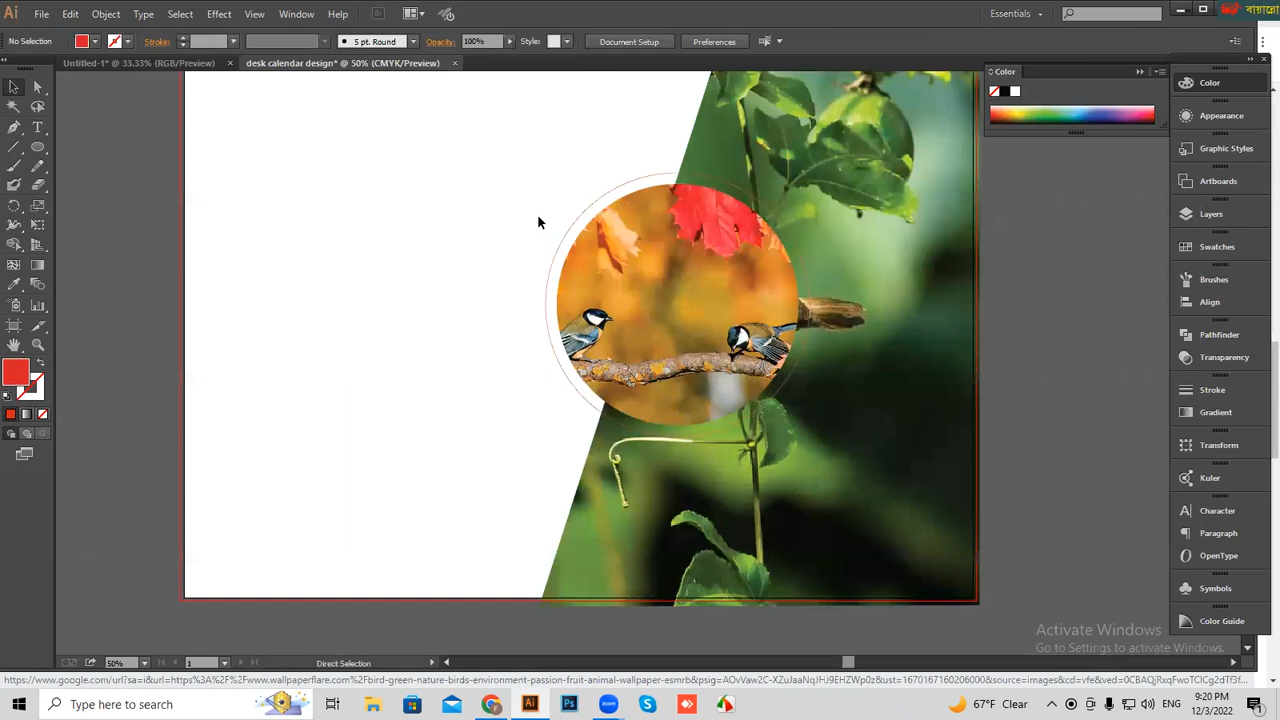 Ai File Edit Object Type Select Effect View Window Help Br Essentials বায়ান্নো
No Selection Stroke: 5 pt. Round Opacity: 100% Style: Document Setup Preferences
Untitled-1* @ 33.33% (RGB/Preview) × desk calendar design* @ 50% (CMYK/Preview) ×
Color
Color
Appearance
Graphic Styles
Artboards
Layers
Swatches
Brushes
Align
Pathfinder
Transparency
Stroke
Gradient
Transform
Kuler
Character
Paragraph
OpenType
Symbols
Color Guide
Activate Windows
Go to Settings to activate Windows.
50% 1 Direct Selection
Type here to search
67°F Clear ENG 9:20 PM
12/3/2022